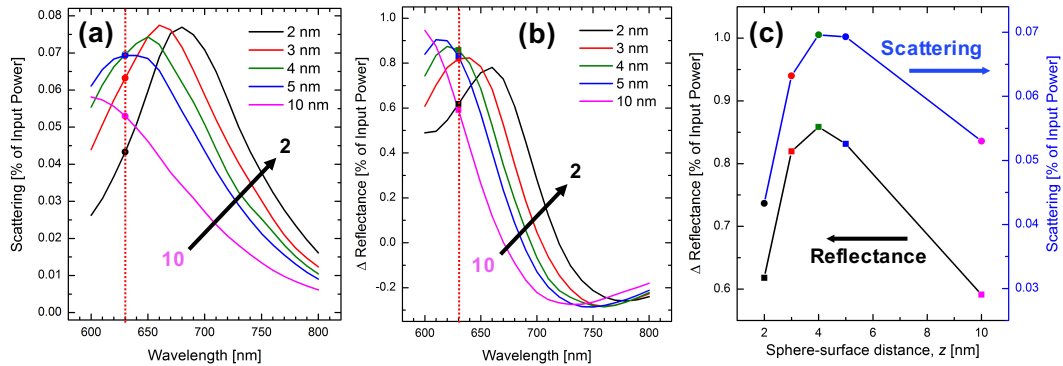 (a)
2 nm
3 nm
4 nm
5 nm
10 nm
2
10
0.08
0.07
0.06
0.05
0.04
0.03
0.02
0.01
0.00
Scattering [% of Input Power]
600 650 700 750 800
Wavelength [nm]
(b)
2 nm
3 nm
4 nm
5 nm
10 nm
2
10
1.0
0.8
0.6
0.4
0.2
0.0
-0.2
Δ Reflectance [% of Input Power]
600 650 700 750 800
Wavelength [nm]
(c)
Scattering
Reflectance
1.0
0.9
0.8
0.7
0.6
Δ Reflectance [% of Input Power]
0.07
0.06
0.05
0.04
0.03
Scattering [% of Input Power]
2 3 4 5 6 7 8 9 10
Sphere-surface distance, z [nm]